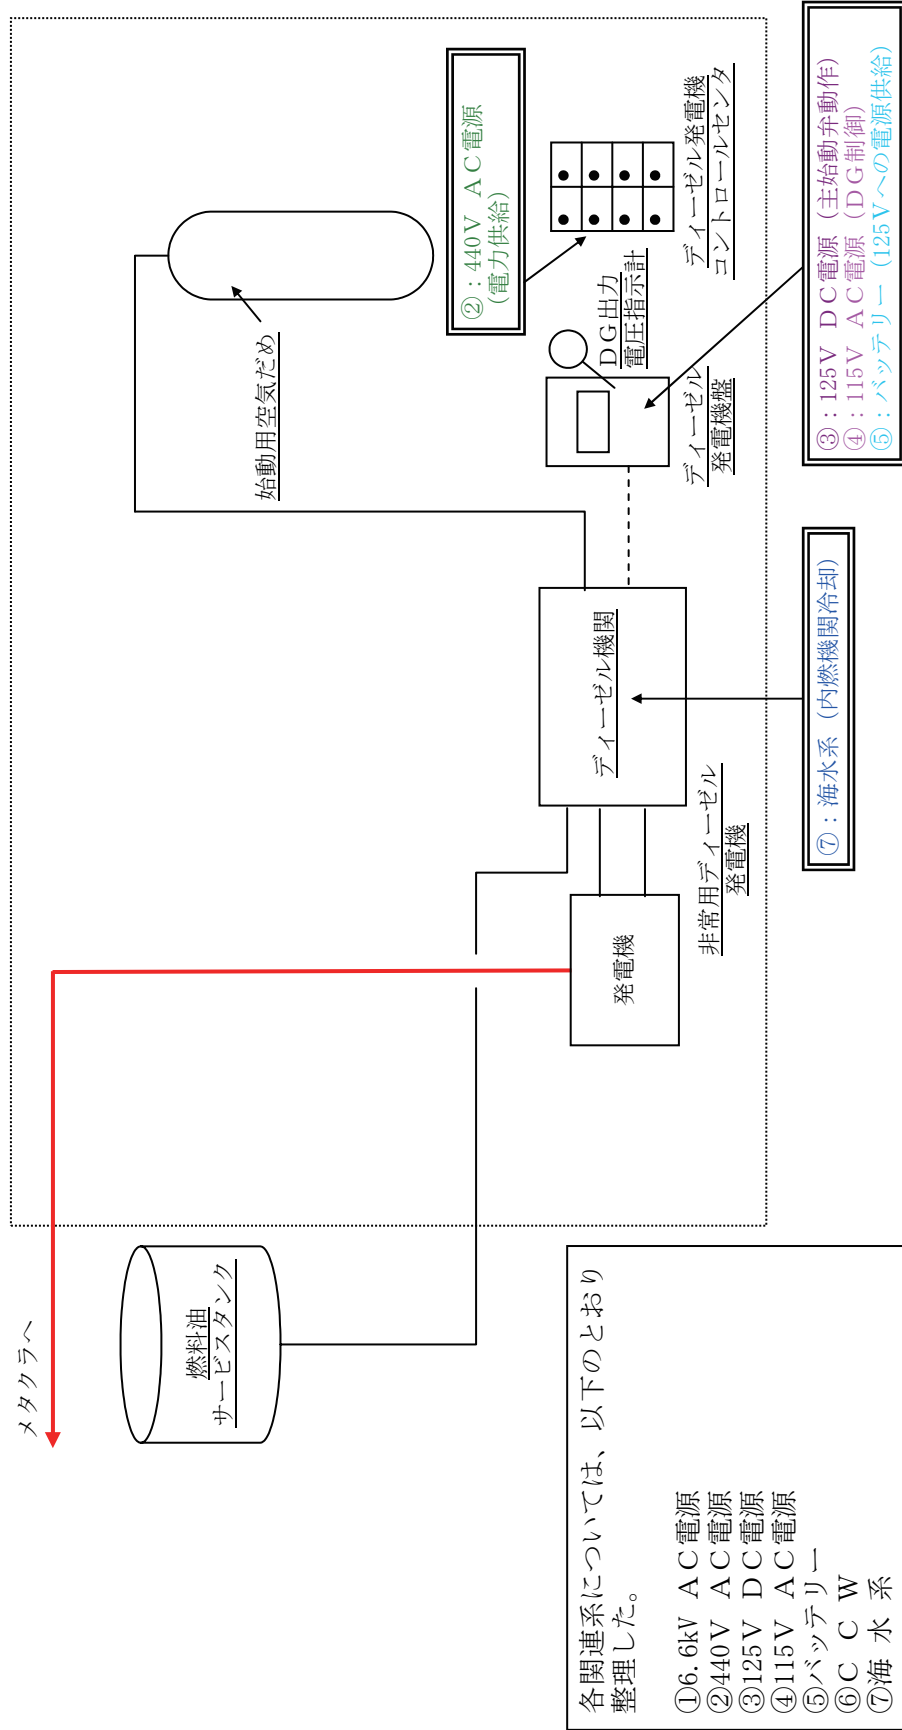 メタクラへ
燃料油
サービスタンク
始動用空気だめ
②：440V ＡＣ電源
（電力供給）
ＤＧ出力
電圧指示計
ディーゼル発電機
コントロールセンタ
ディーゼル
発電機盤
ディーゼル機関
発電機
非常用ディーゼル
発電機
③：125V ＤＣ電源（主始動弁動作）
④：115V ＡＣ電源（ＤＧ制御）
⑤：バッテリー（125Vへの電源供給）
⑦：海水系（内燃機関冷却）
各関連系については、以下のとおり
整理した。
①6.6kV ＡＣ電源
②440V ＡＣ電源
③125V ＤＣ電源
④115V ＡＣ電源
⑤バッテリー
⑥Ｃ Ｃ Ｗ
⑦海 水 系